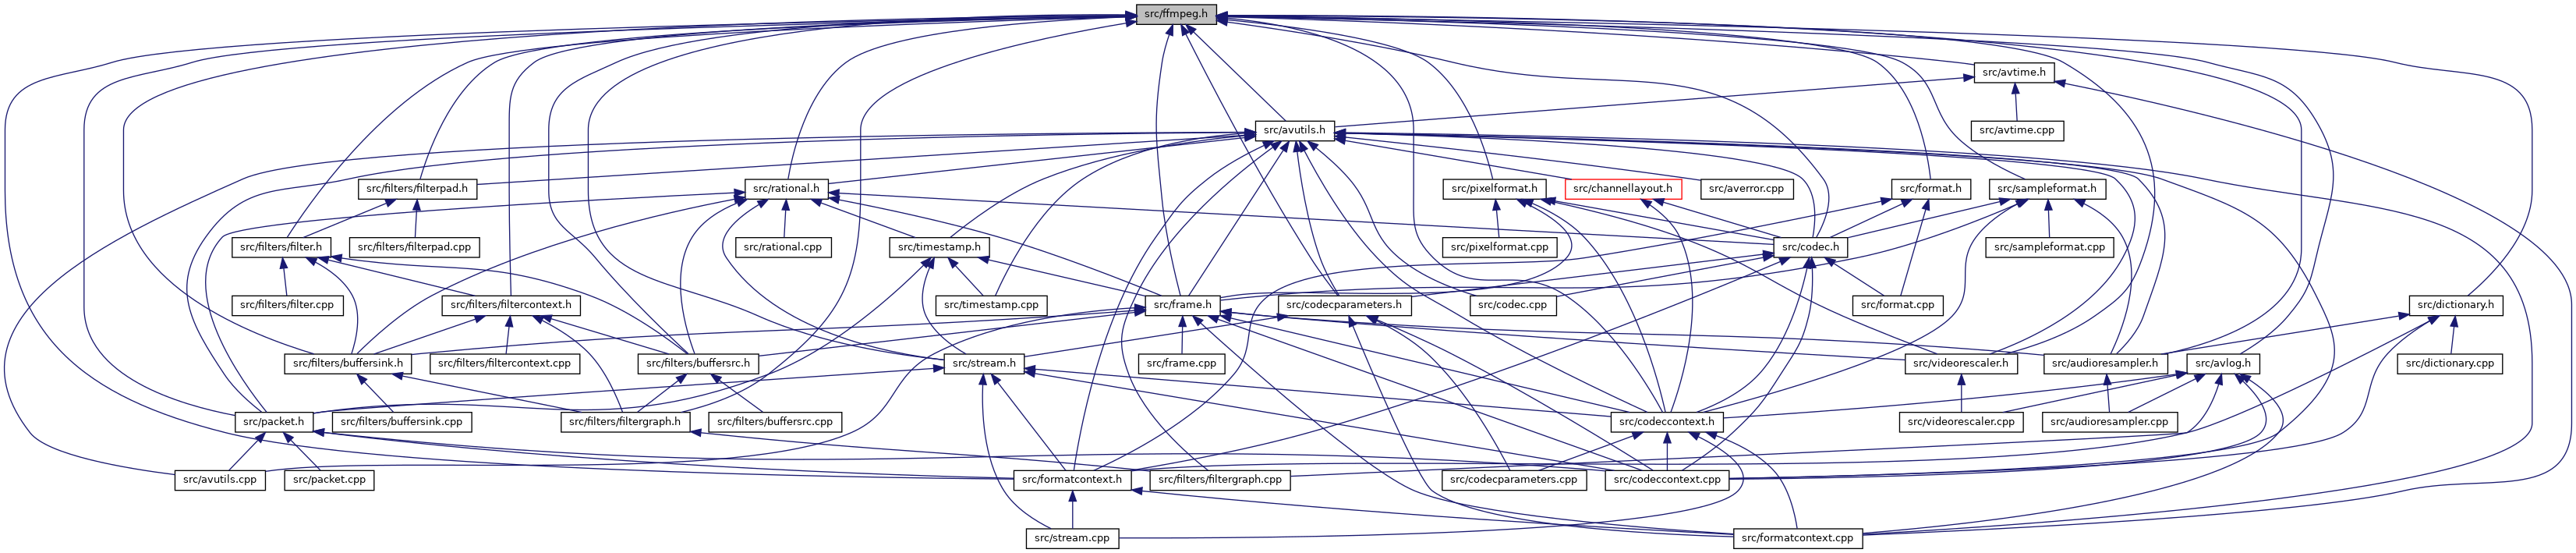 src/ffmpeg.h
src/avtime.h
src/avutils.h
src/avtime.cpp
src/filters/filterpad.h
src/rational.h
src/pixelformat.h
src/channellayout.h
src/averror.cpp
src/format.h
src/sampleformat.h
src/filters/filter.h
src/filters/filterpad.cpp
src/rational.cpp
src/timestamp.h
src/pixelformat.cpp
src/codec.h
src/sampleformat.cpp
src/filters/filter.cpp
src/filters/filtercontext.h
src/timestamp.cpp
src/frame.h
src/codecparameters.h
src/codec.cpp
src/format.cpp
src/dictionary.h
src/filters/buffersink.h
src/filters/filtercontext.cpp
src/filters/buffersrc.h
src/stream.h
src/frame.cpp
src/videorescaler.h
src/audioresampler.h
src/avlog.h
src/dictionary.cpp
src/packet.h
src/filters/buffersink.cpp
src/filters/filtergraph.h
src/filters/buffersrc.cpp
src/codeccontext.h
src/videorescaler.cpp
src/audioresampler.cpp
src/avutils.cpp
src/packet.cpp
src/formatcontext.h
src/filters/filtergraph.cpp
src/codecparameters.cpp
src/codeccontext.cpp
src/stream.cpp
src/formatcontext.cpp